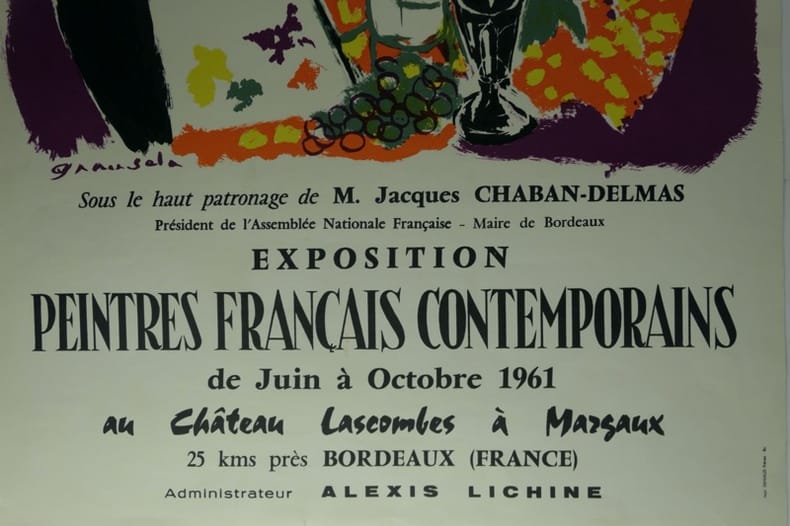 Sous le haut patronage de M. Jacques CHABAN-DELMAS
Président de l'Assemblée Nationale Française - Maire de Bordeaux
EXPOSITION
PEINTRES FRANÇAIS CONTEMPORAINS
de Juin à Octobre 1961
au Château Lascombes à Margaux
25 kms près BORDEAUX (FRANCE)
Administrateur ALEXIS LICHINE